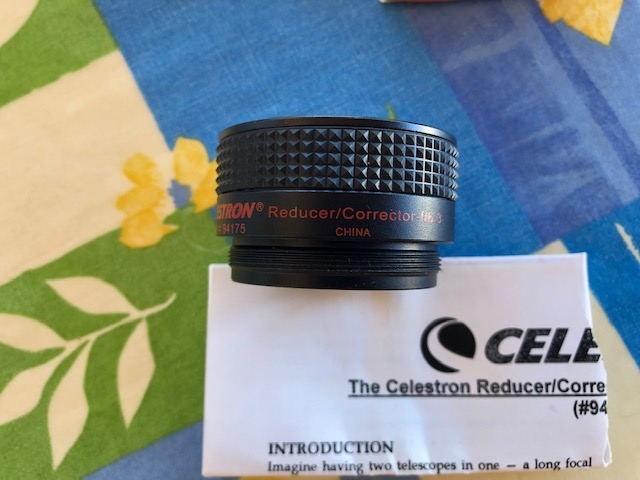 STRON® Reducer/Corrector-f/6.3
# 94175
CHINA
CELE
The Celestron Reducer/Corre
(#94
INTRODUCTION
Imagine having two telescopes in one – a long focal